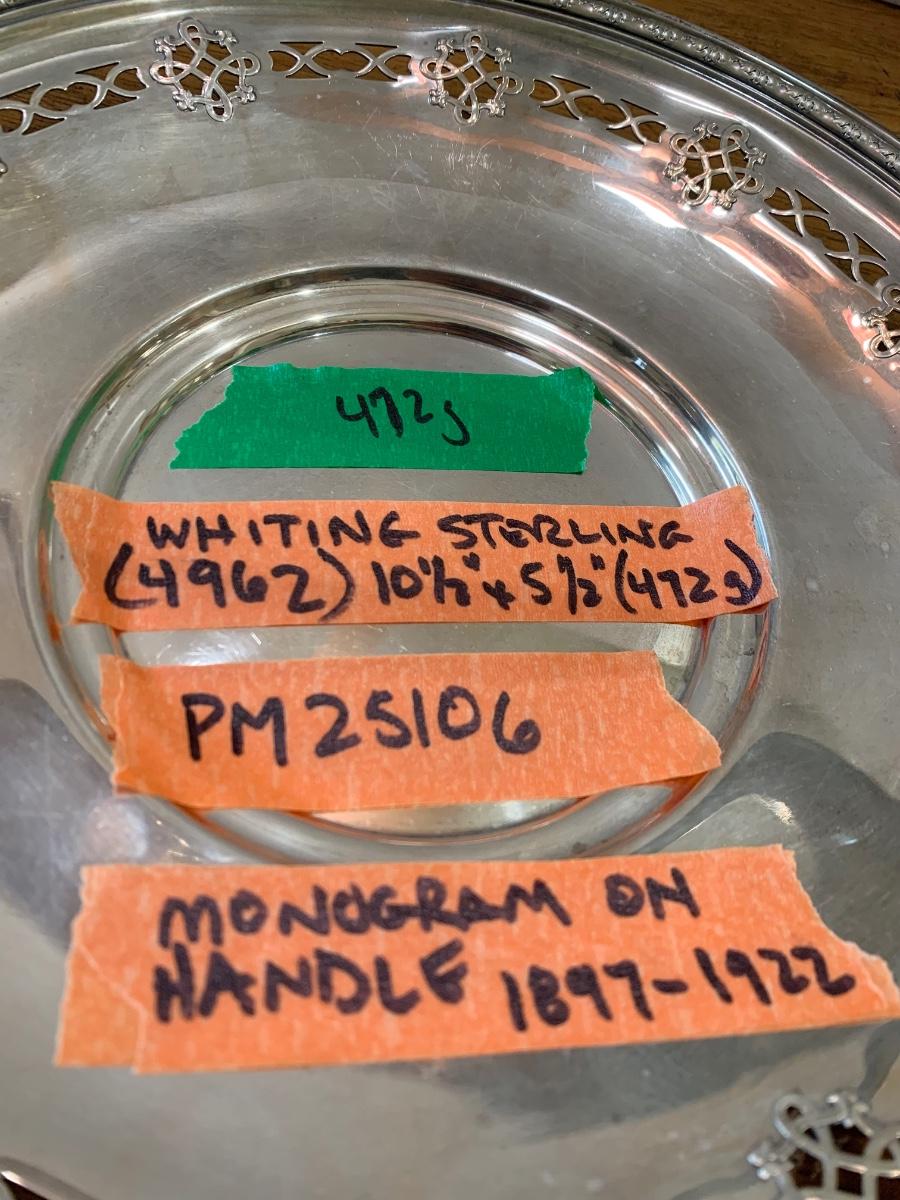 472g
WHITING STERLING
(4962) 10½" x 5½" (472g)
PM25106
MONOGRAM ON
HANDLE 1897-1922